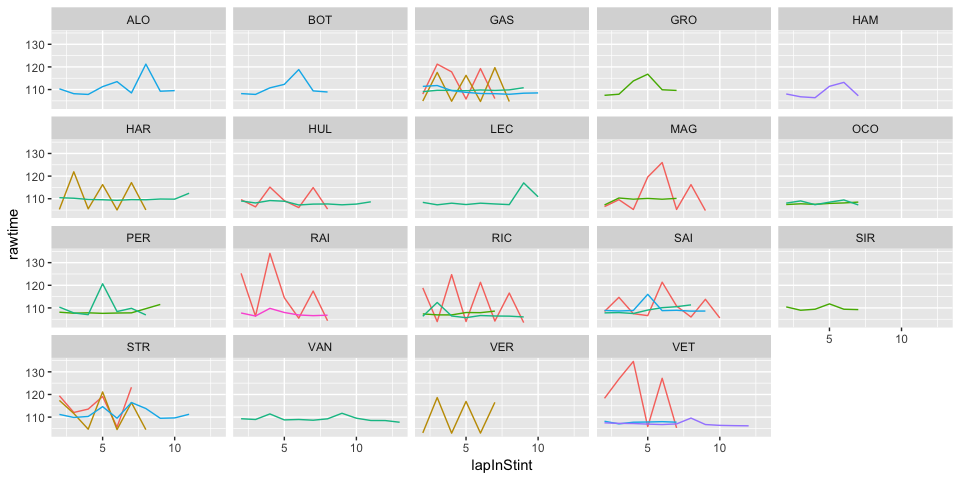 ALO BOT GAS GRO HAM
130
120
110
HAR HUL LEC MAG OCO
130
120
110
PER RAI RIC SAI SIR
130
120
110
5 10
STR VAN VER VET
130
120
110
5 10 5 10 5 10 5 10
lapInStint
rawtime